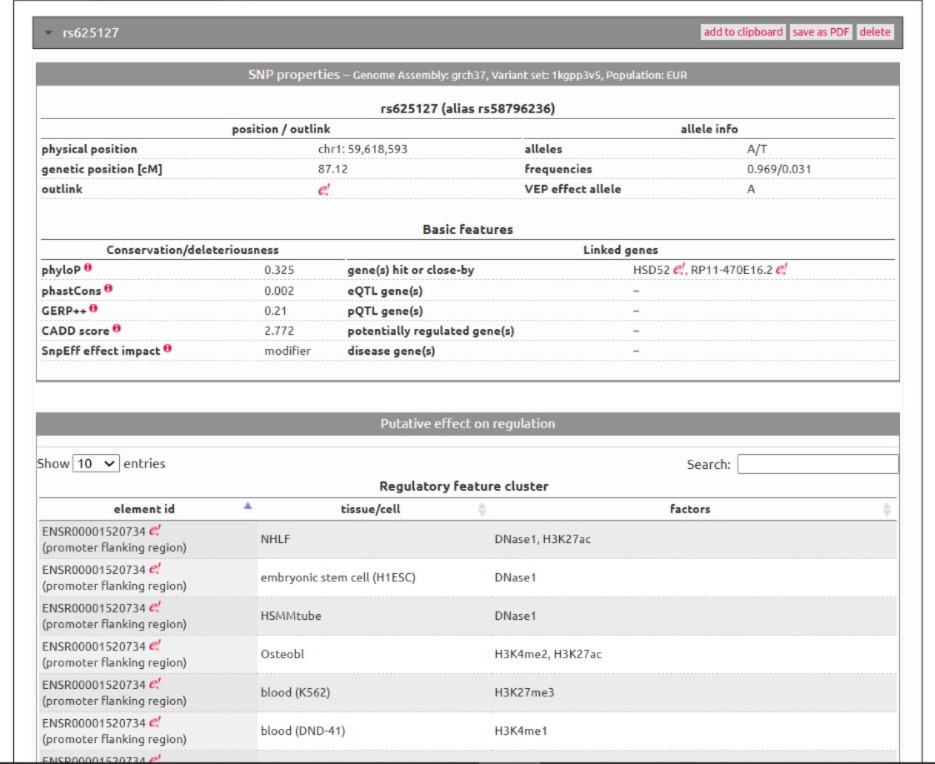 rs625127 add to clipboard save as PDF delete
SNP properties – Genome Assembly: grch37, Variant set: 1kgpp3v5, Population: EUR
rs625127 (alias rs58796236)
position / outlink allele info
physical position chr1: 59,618,593 alleles A/T
genetic position [cM] 87.12 frequencies 0.969/0.031
outlink e! VEP effect allele A
Basic features
Conservation/deleteriousness Linked genes
phyloP 0.325 gene(s) hit or close-by HSD52 e!, RP11-470E16.2 e!
phastCons 0.002 eQTL gene(s) –
GERP++ 0.21 pQTL gene(s) –
CADD score 2.772 potentially regulated gene(s) –
SnpEff effect impact modifier disease gene(s) –
Putative effect on regulation
Show 10 entries Search:
Regulatory feature cluster
element id tissue/cell factors
ENSR00001520734 e!
(promoter flanking region) NHLF DNase1, H3K27ac
ENSR00001520734 e!
(promoter flanking region) embryonic stem cell (H1ESC) DNase1
ENSR00001520734 e!
(promoter flanking region) HSMMtube DNase1
ENSR00001520734 e!
(promoter flanking region) Osteobl H3K4me2, H3K27ac
ENSR00001520734 e!
(promoter flanking region) blood (K562) H3K27me3
ENSR00001520734 e!
(promoter flanking region) blood (DND-41) H3K4me1
ENSR00001520734 e!